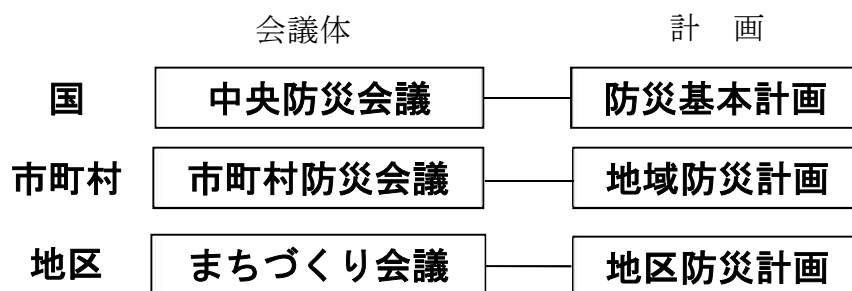 会議体 計　画
国 中央防災会議 防災基本計画
市町村 市町村防災会議 地域防災計画
地区 まちづくり会議 地区防災計画